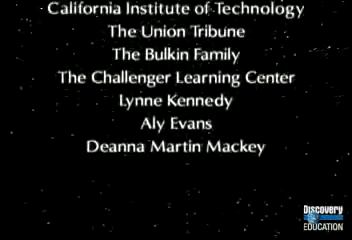 California Institute of Technology
The Union Tribune
The Bulkin Family
The Challenger Learning Center
Lynne Kennedy
Aly Evans
Deanna Martin Mackey
Discovery
EDUCATION